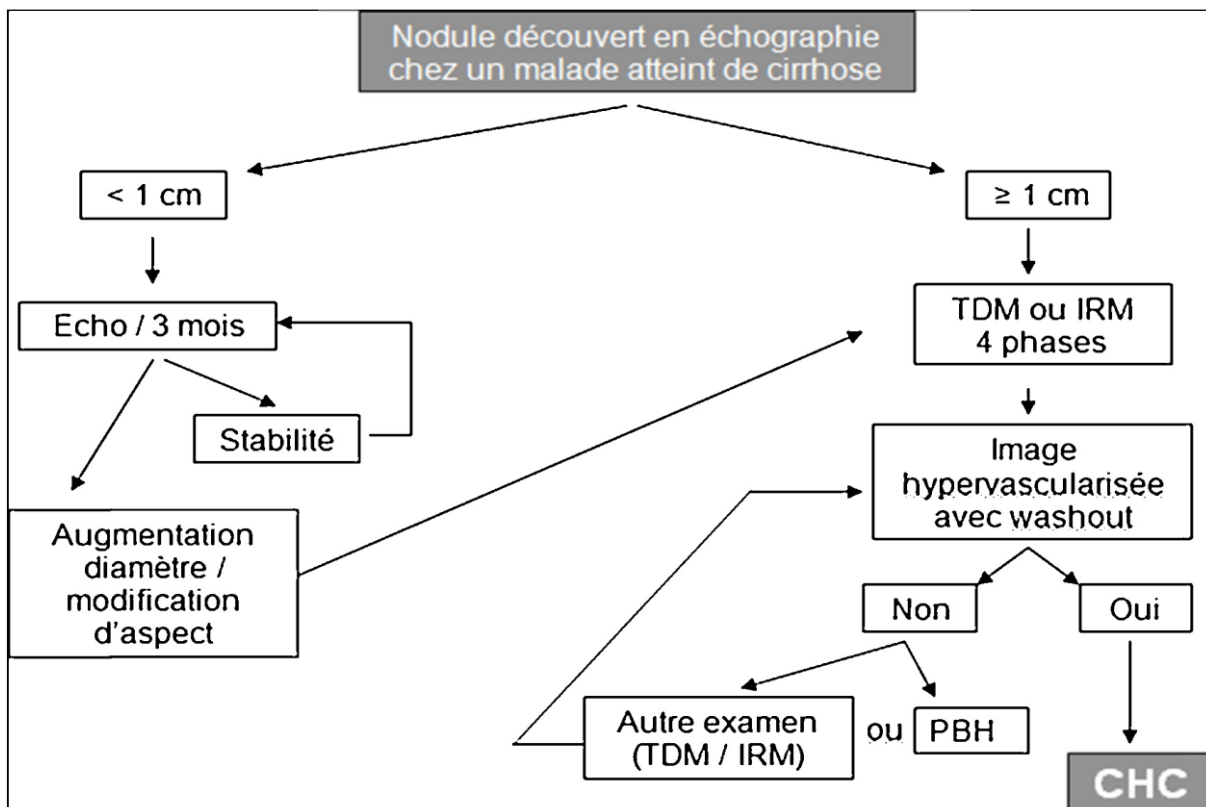 Nodule découvert en échographie
chez un malade atteint de cirrhose
< 1 cm
≥ 1 cm
Echo / 3 mois
TDM ou IRM
4 phases
Stabilité
Image
hypervascularisée
avec washout
Augmentation
diamètre /
modification
d'aspect
Non
Oui
Autre examen
(TDM / IRM)
ou
PBH
CHC